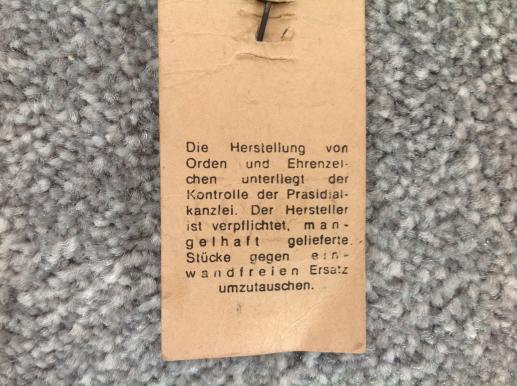 Die Herstellung von
Orden und Ehrenzei-
chen unterliegt der
Kontrolle der Präsidial-
kanzlei. Der Hersteller
ist verpflichtet, man-
gelhaft gelieferte
Stücke gegen ein-
wandfreien Ersatz
umzutauschen.